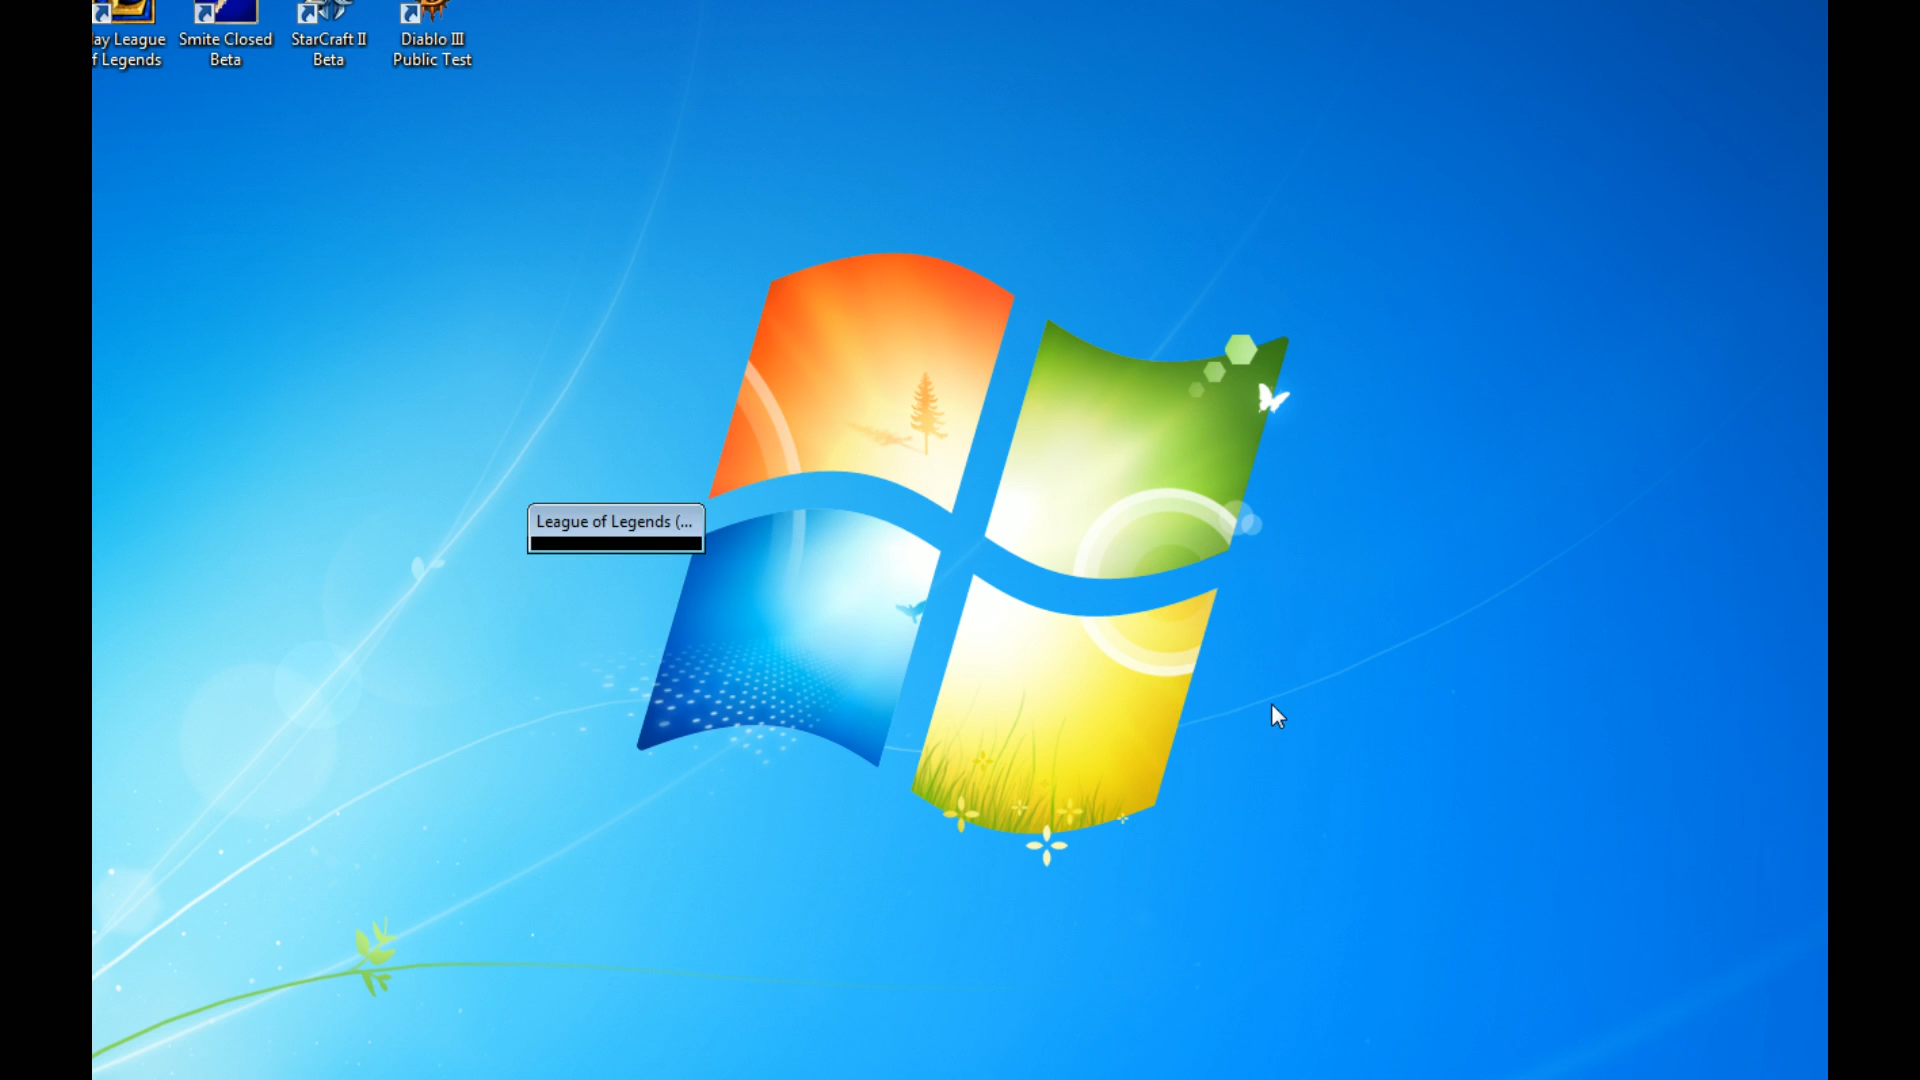 ay League
f Legends
Smite Closed
Beta
StarCraft II
Beta
Diablo III
Public Test
League of Legends (...